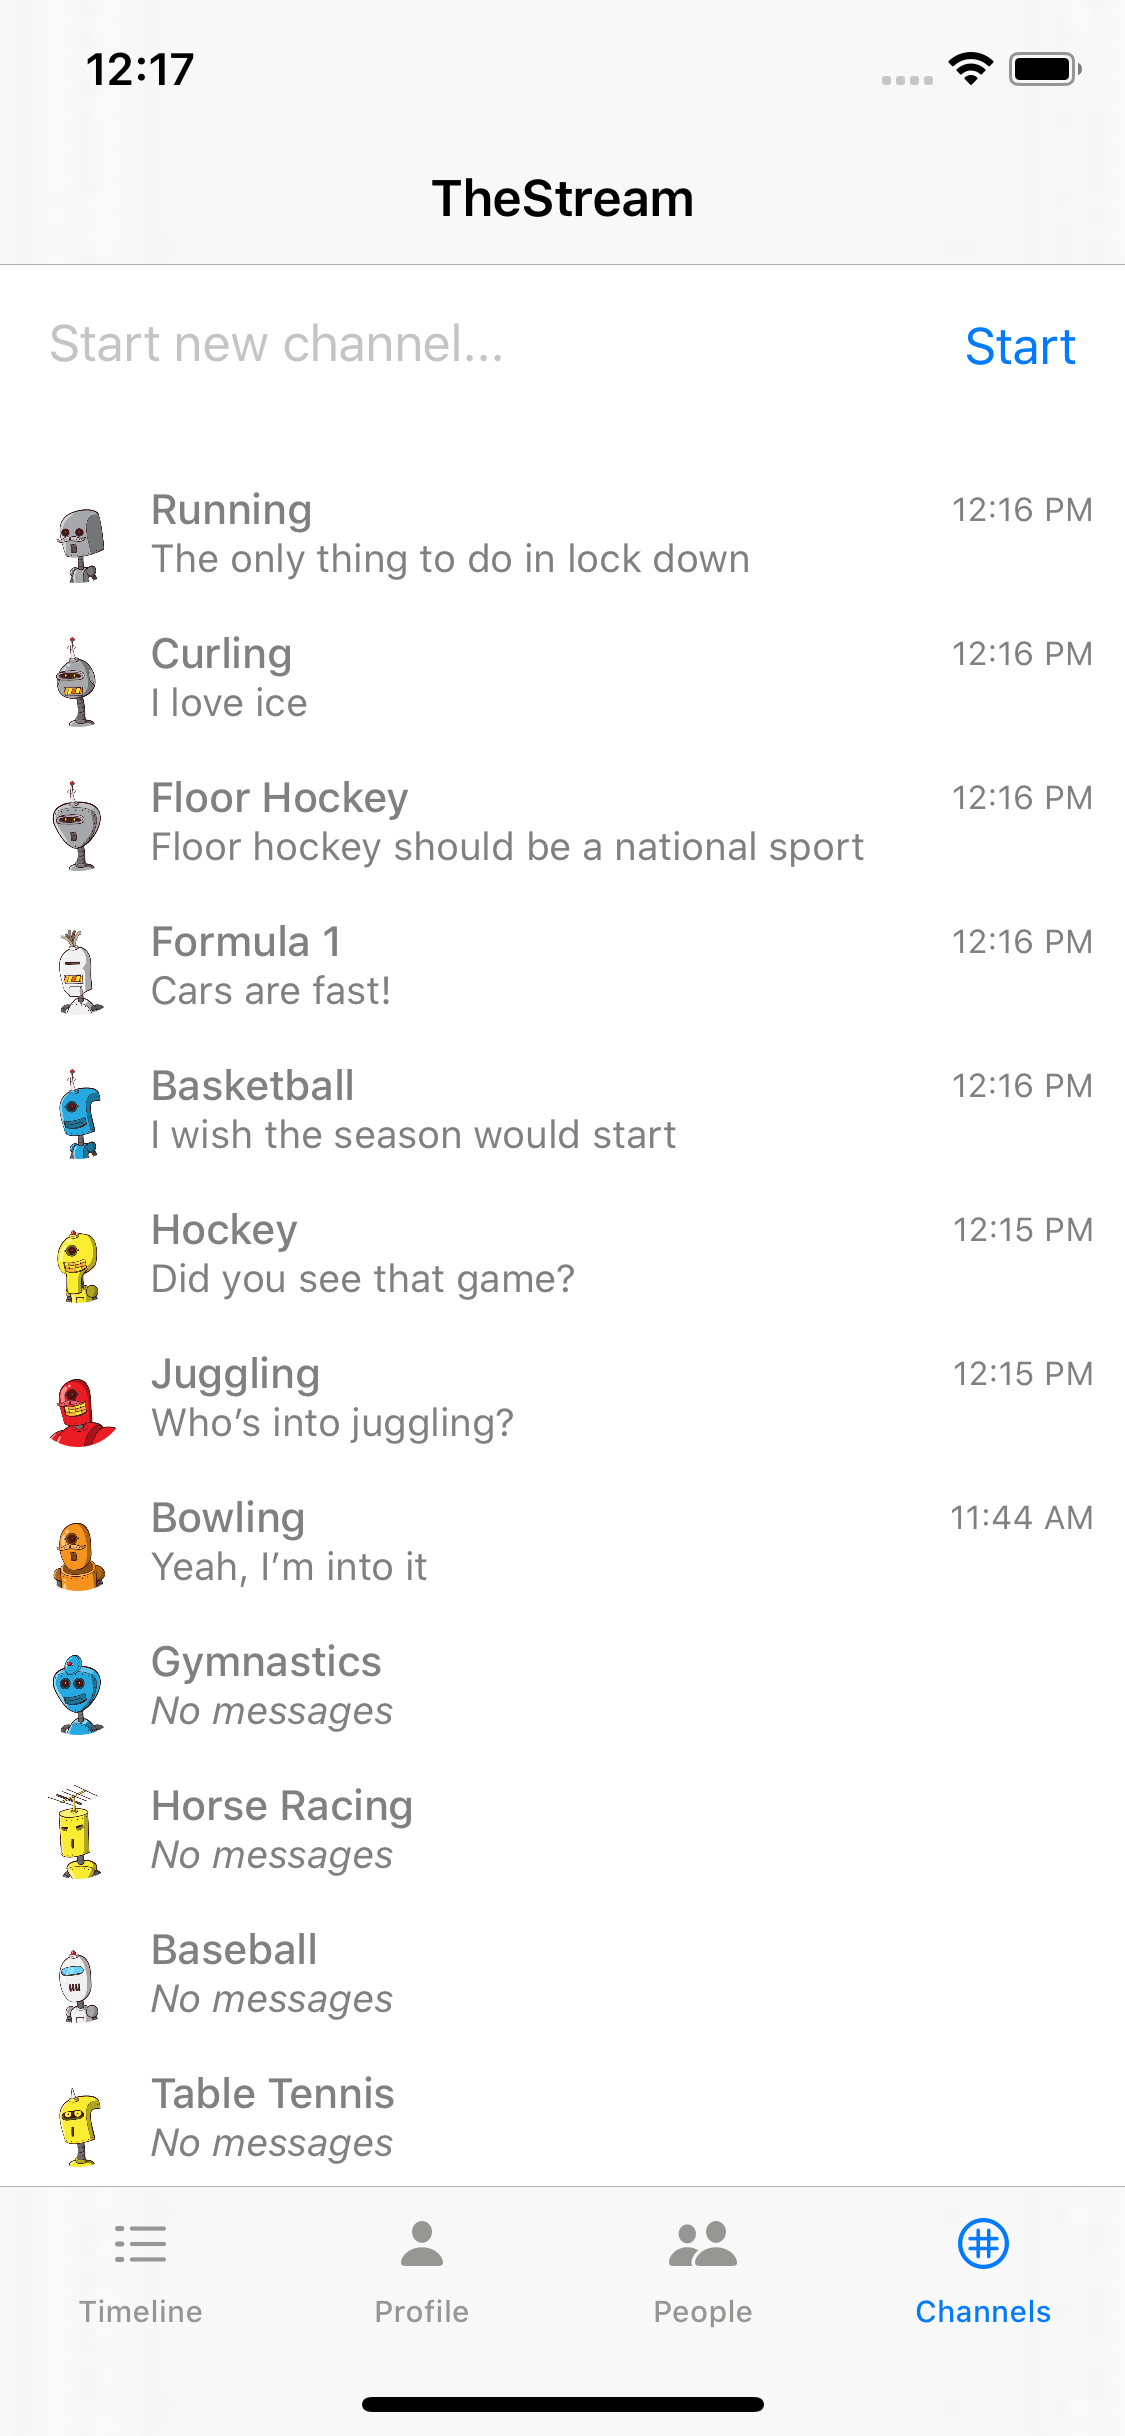 12:17
TheStream
Start new channel...
Start
Running
12:16 PM
The only thing to do in lock down
Curling
12:16 PM
I love ice
Floor Hockey
12:16 PM
Floor hockey should be a national sport
Formula 1
12:16 PM
Cars are fast!
Basketball
12:16 PM
I wish the season would start
Hockey
12:15 PM
Did you see that game?
Juggling
12:15 PM
Who’s into juggling?
Bowling
11:44 AM
Yeah, I’m into it
Gymnastics
No messages
Horse Racing
No messages
Baseball
No messages
Table Tennis
No messages
Timeline
Profile
People
Channels